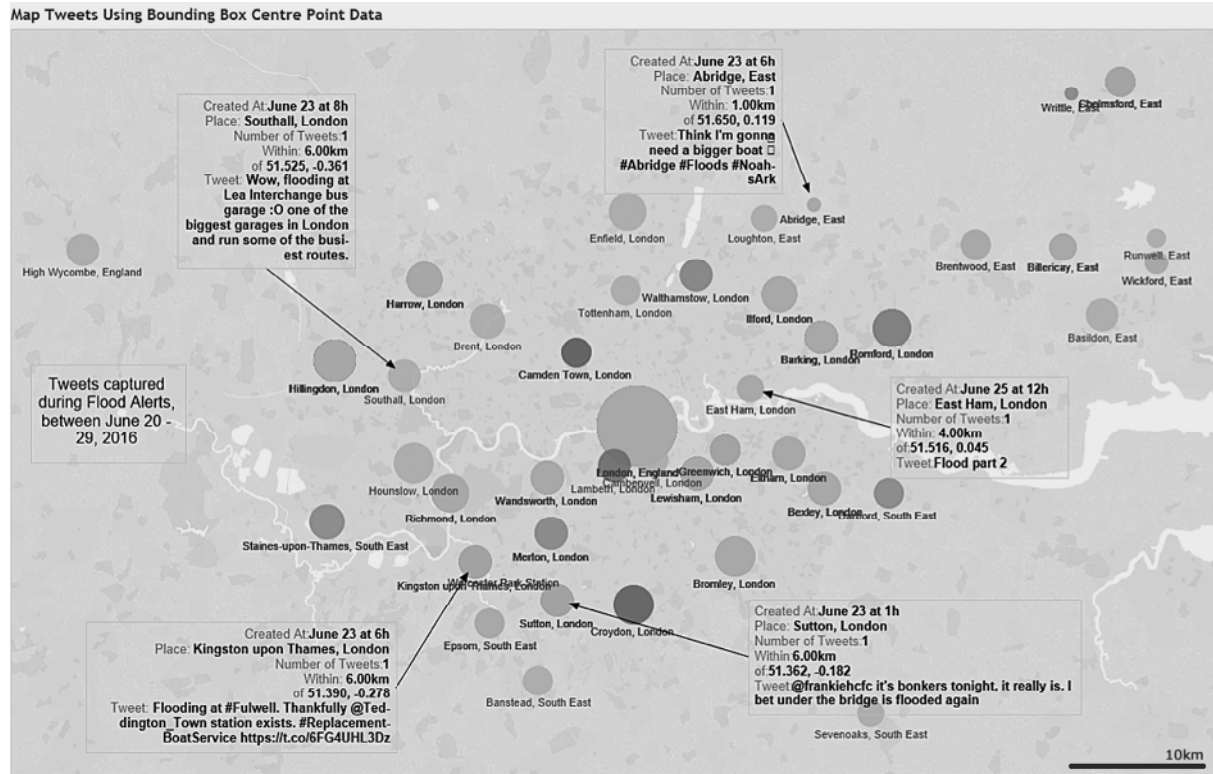 Map Tweets Using Bounding Box Centre Point Data
Created At:June 23 at 6h
Place: Abridge, East
Number of Tweets:1
Within: 1.00km
of 51.650, 0.119
Tweet:Think I'm gonna
need a bigger boat
#Abridge #Floods #Noah-
sArk
Created At:June 23 at 8h
Place: Southall, London
Number of Tweets:1
Within: 6.00km
of 51.525, -0.361
Tweet: Wow, flooding at
Lea Interchange bus
garage :O one of the
biggest garages in London
and run some of the busi-
est routes.
Writtle, East
Chelmsford, East
Abridge, East
Enfield, London
Loughton, East
High Wycombe, England
Brentwood, East
Billericay, East
Runwell, East
Wickford, East
Harrow, London
Tottenham, London
Walthamstow, London
Ilford, London
Basildon, East
Brent, London
Barking, London
Romford, London
Camden Town, London
Hillingdon, London
Southall, London
East Ham, London
Tweets captured
during Flood Alerts,
between June 20 -
29, 2016
Created At:June 25 at 12h
Place: East Ham, London
Number of Tweets:1
Within: 4.00km
of:51.516, 0.045
Tweet:Flood part 2
London, England
Greenwich, London
Camberwell, London
Lambeth, London
Eltham, London
Hounslow, London
Wandsworth, London
Lewisham, London
Richmond, London
Bexley, London
Dartford, South East
Staines-upon-Thames, South East
Merton, London
Worcester Park Station
Kingston upon Thames, London
Bromley, London
Sutton, London
Croydon, London
Epsom, South East
Banstead, South East
Created At:June 23 at 1h
Place: Sutton, London
Number of Tweets:1
Within:6.00km
of:51.362, -0.182
Tweet:@frankiehcfc it's bonkers tonight. it really is. I
bet under the bridge is flooded again
Created At:June 23 at 6h
Place: Kingston upon Thames, London
Number of Tweets:1
Within: 6.00km
of 51.390, -0.278
Tweet: Flooding at #Fulwell. Thankfully @Ted-
dington_Town station exists. #Replacement-
BoatService https://t.co/6FG4UHL3Dz
Sevenoaks, South East
10km